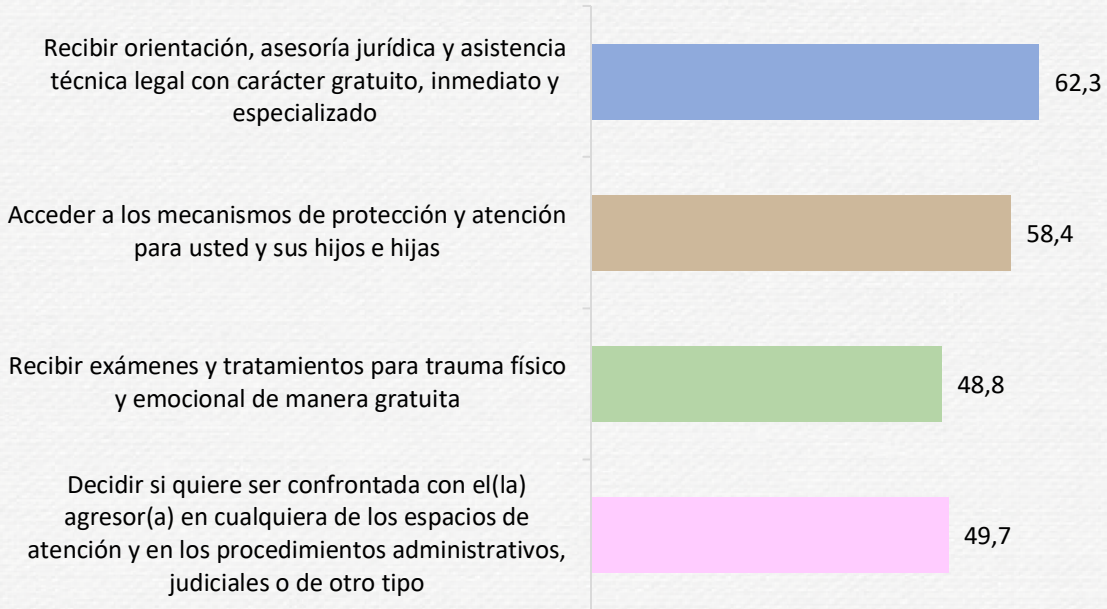 Recibir orientación, asesoría jurídica y asistencia
técnica legal con carácter gratuito, inmediato y
especializado
62,3
Acceder a los mecanismos de protección y atención
para usted y sus hijos e hijas
58,4
Recibir exámenes y tratamientos para trauma físico
y emocional de manera gratuita
48,8
Decidir si quiere ser confrontada con el(la)
agresor(a) en cualquiera de los espacios de
atención y en los procedimientos administrativos,
judiciales o de otro tipo
49,7